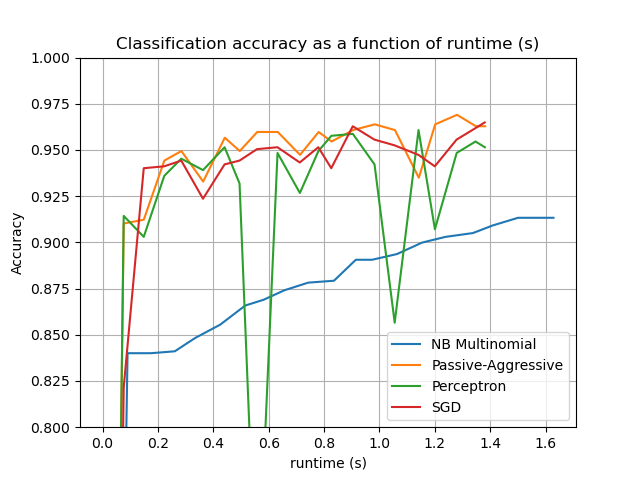 Classification accuracy as a function of runtime (s)
1.000
0.975
0.950
0.925
0.900
0.875
0.850
0.825
0.800
Accuracy
NB Multinomial
Passive-Aggressive
Perceptron
SGD
0.0 0.2 0.4 0.6 0.8 1.0 1.2 1.4 1.6
runtime (s)